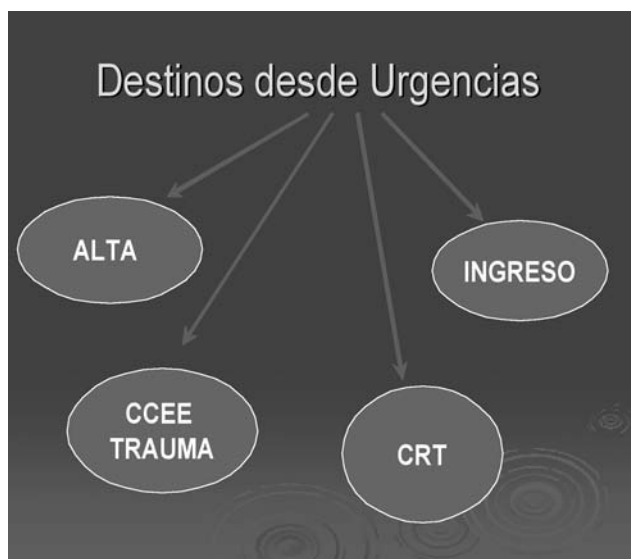 Destinos desde Urgencias
ALTA
INGRESO
CCEE
TRAUMA
CRT